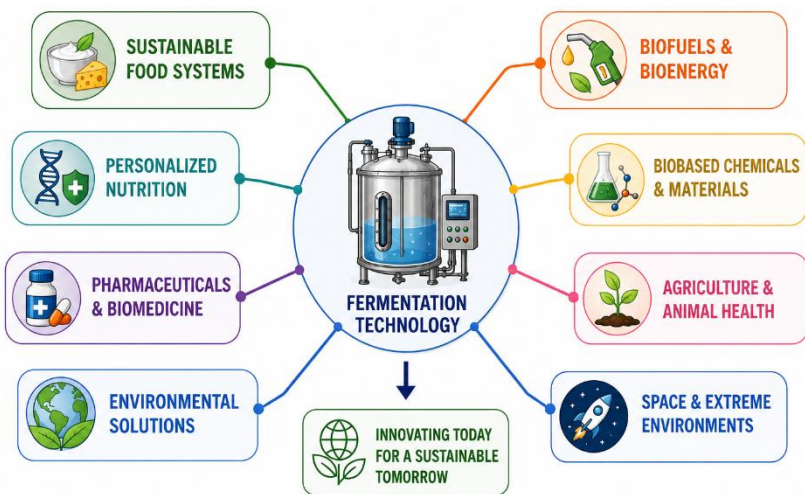 SUSTAINABLE
FOOD SYSTEMS
PERSONALIZED
NUTRITION
PHARMACEUTICALS
& BIOMEDICINE
ENVIRONMENTAL
SOLUTIONS
FERMENTATION
TECHNOLOGY
INNOVATING TODAY
FOR A SUSTAINABLE
TOMORROW
BIOFUELS &
BIOENERGY
BIOBASED CHEMICALS
& MATERIALS
AGRICULTURE &
ANIMAL HEALTH
SPACE & EXTREME
ENVIRONMENTS